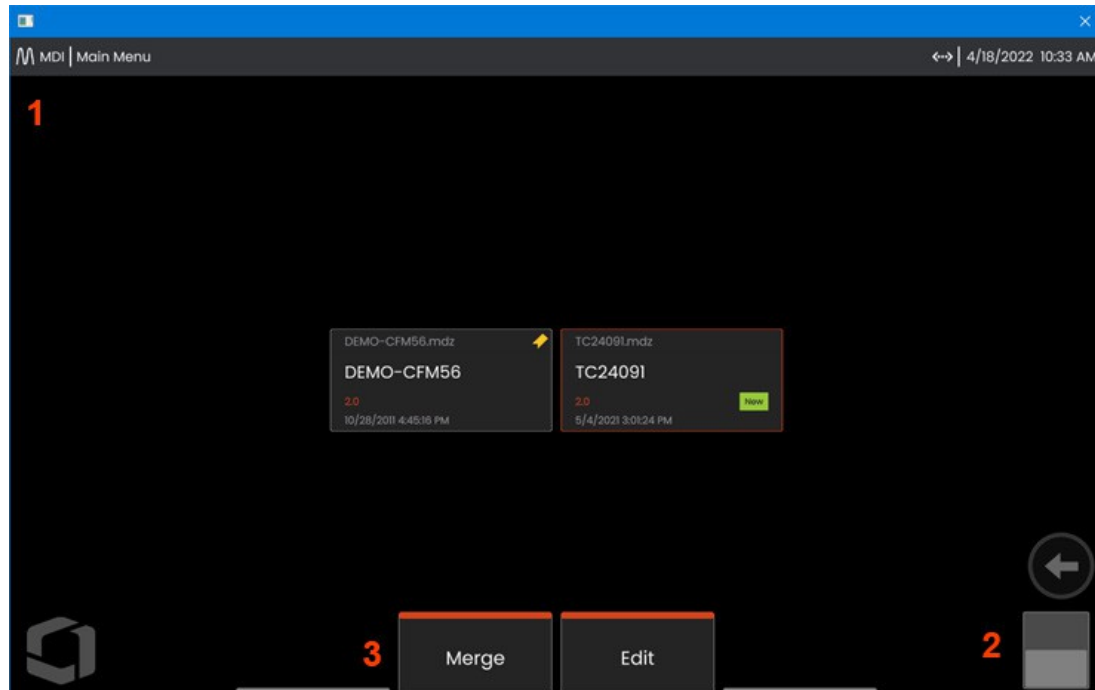 MDI | Main Menu
4/18/2022 10:33 AM
1
DEMO-CFM56.mdz
DEMO-CFM56
2.0
10/28/2011 4:45:16 PM
TC24091.mdz
TC24091
2.0
New
5/4/2021 3:01:24 PM
2
3
Merge
Edit